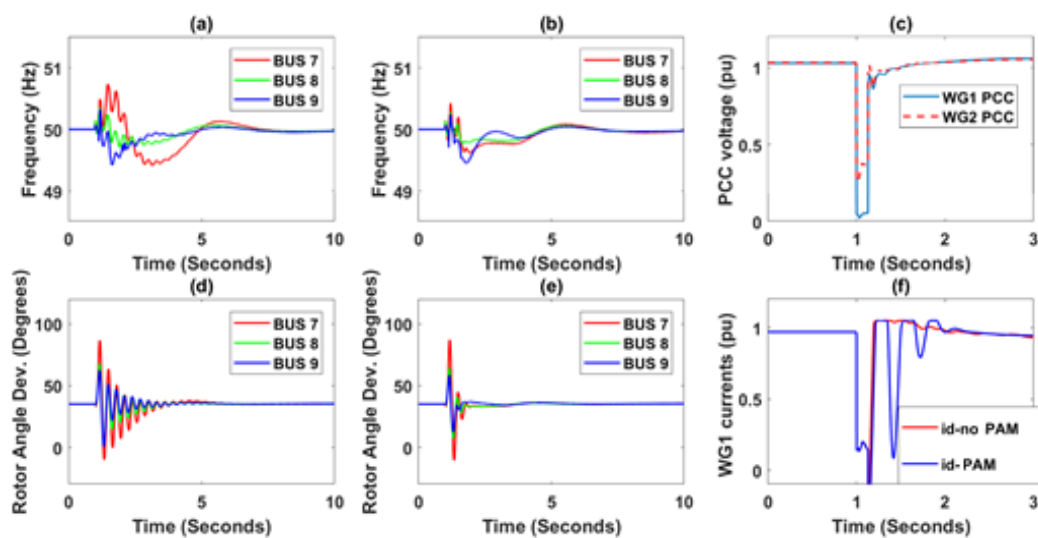 (a)
Frequency (Hz)
51
50
49
BUS 7
BUS 8
BUS 9
0
5
10
Time (Seconds)
(b)
Frequency (Hz)
51
50
49
BUS 7
BUS 8
BUS 9
0
5
10
Time (Seconds)
(c)
PCC voltage (pu)
1
0.5
0
WG1 PCC
WG2 PCC
0
1
2
3
Time (Seconds)
(d)
Rotor Angle Dev. (Degrees)
100
50
0
BUS 7
BUS 8
BUS 9
0
5
10
Time (Seconds)
(e)
Rotor Angle Dev. (Degrees)
100
50
0
BUS 7
BUS 8
BUS 9
0
5
10
Time (Seconds)
(f)
WG1 currents (pu)
1
0.5
0
id-no PAM
id- PAM
0
1
2
3
Time (Seconds)